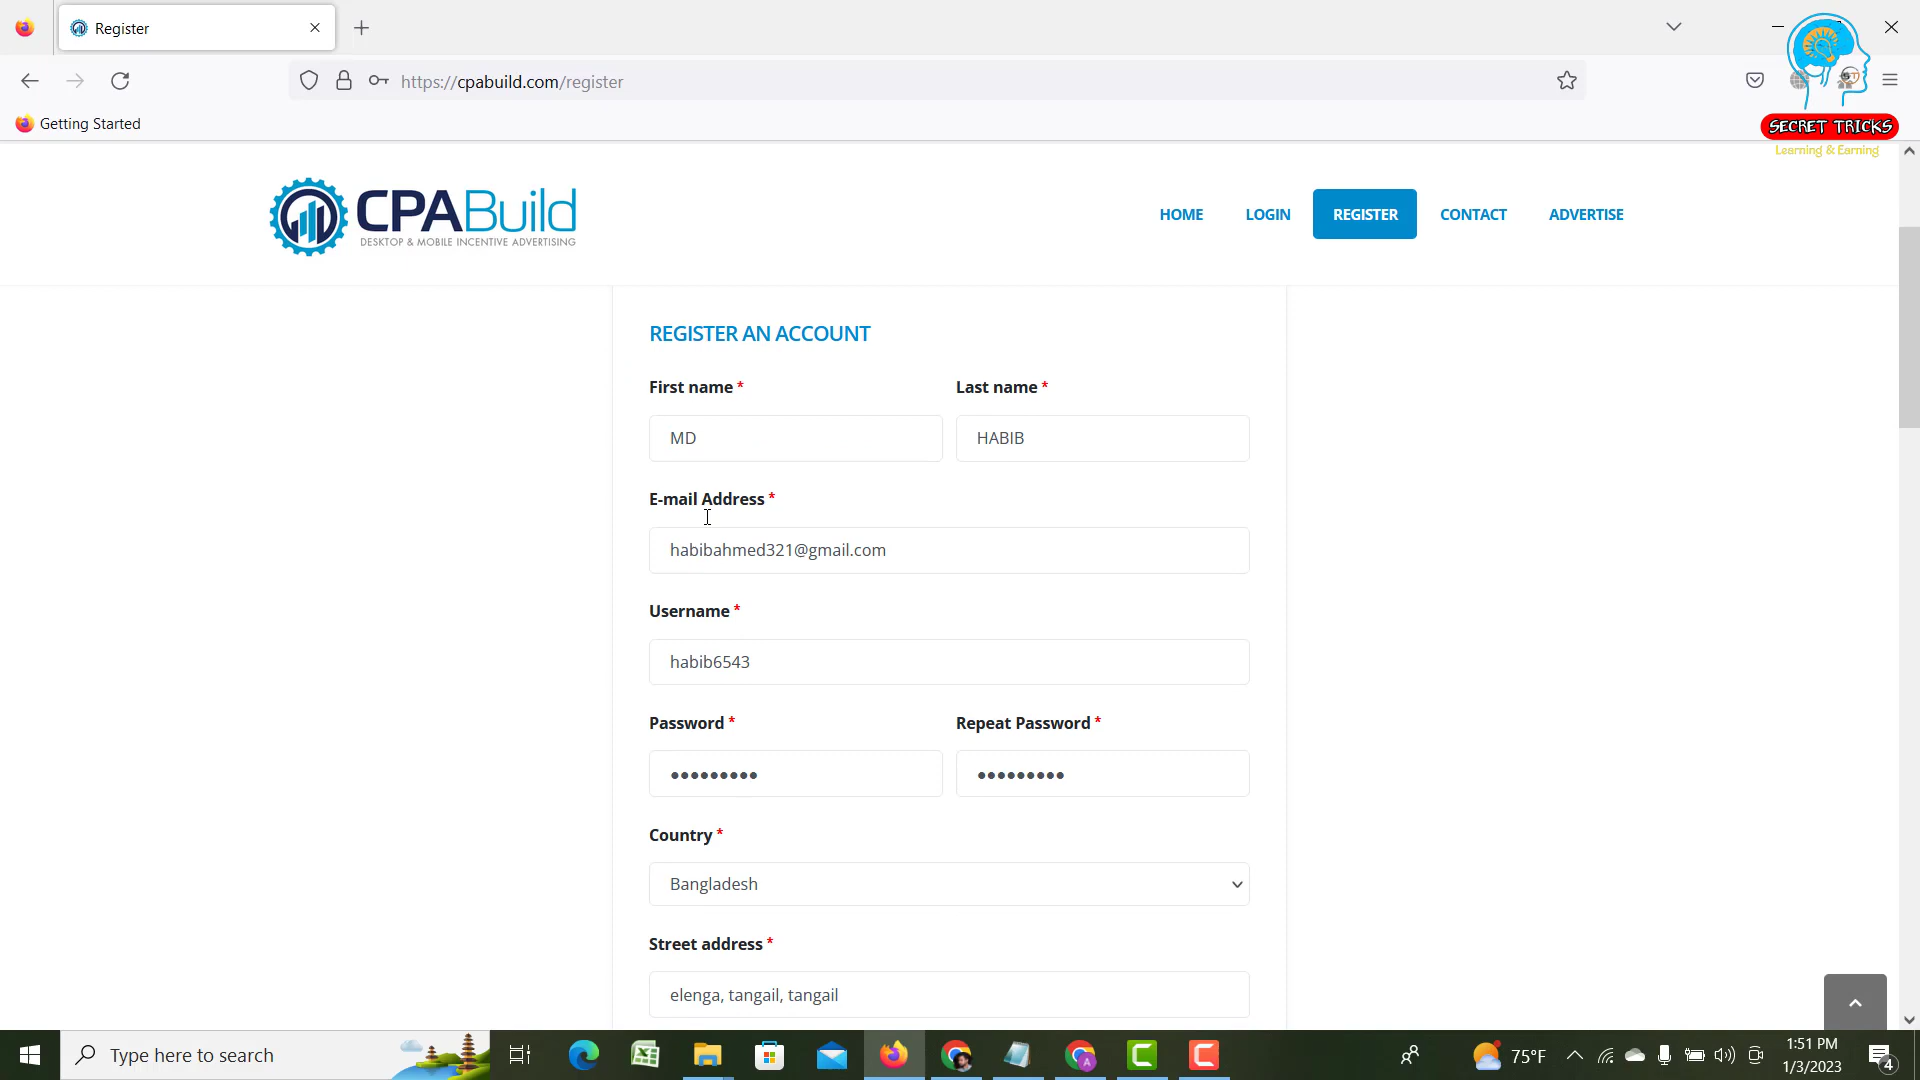 Register
https://cpabuild.com/register
Getting Started
SECRET TRICKS
Learning & Earning
CPABuild
DESKTOP & MOBILE INCENTIVE ADVERTISING
HOME LOGIN REGISTER CONTACT ADVERTISE
REGISTER AN ACCOUNT
First name * Last name *
MD HABIB
E-mail Address *
habibahmed321@gmail.com
Username *
habib6543
Password * Repeat Password *
Country *
Bangladesh
Street address *
elenga, tangail, tangail
Type here to search
75°F
1:51 PM
1/3/2023
4